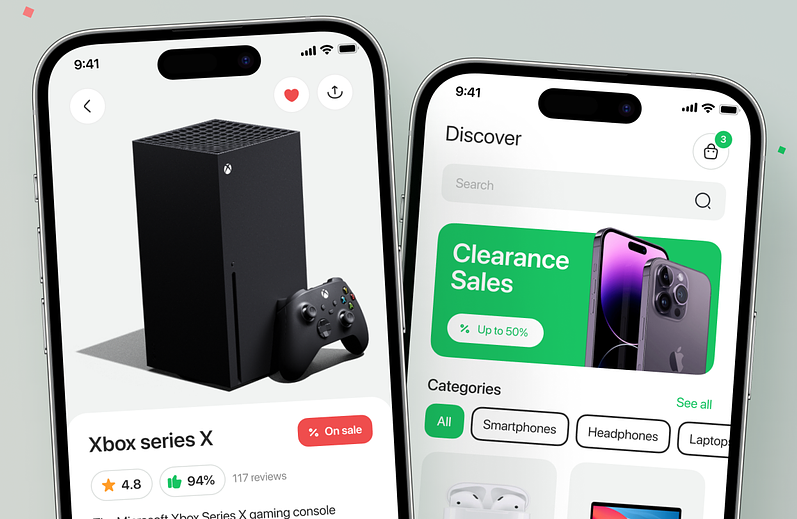 9:41
Xbox series X
On sale
4.8
94%
117 reviews
The Microsoft Xbox Series X gaming console
9:41
Discover
3
Search
Clearance
Sales
Up to 50%
Categories
See all
All
Smartphones
Headphones
Laptops